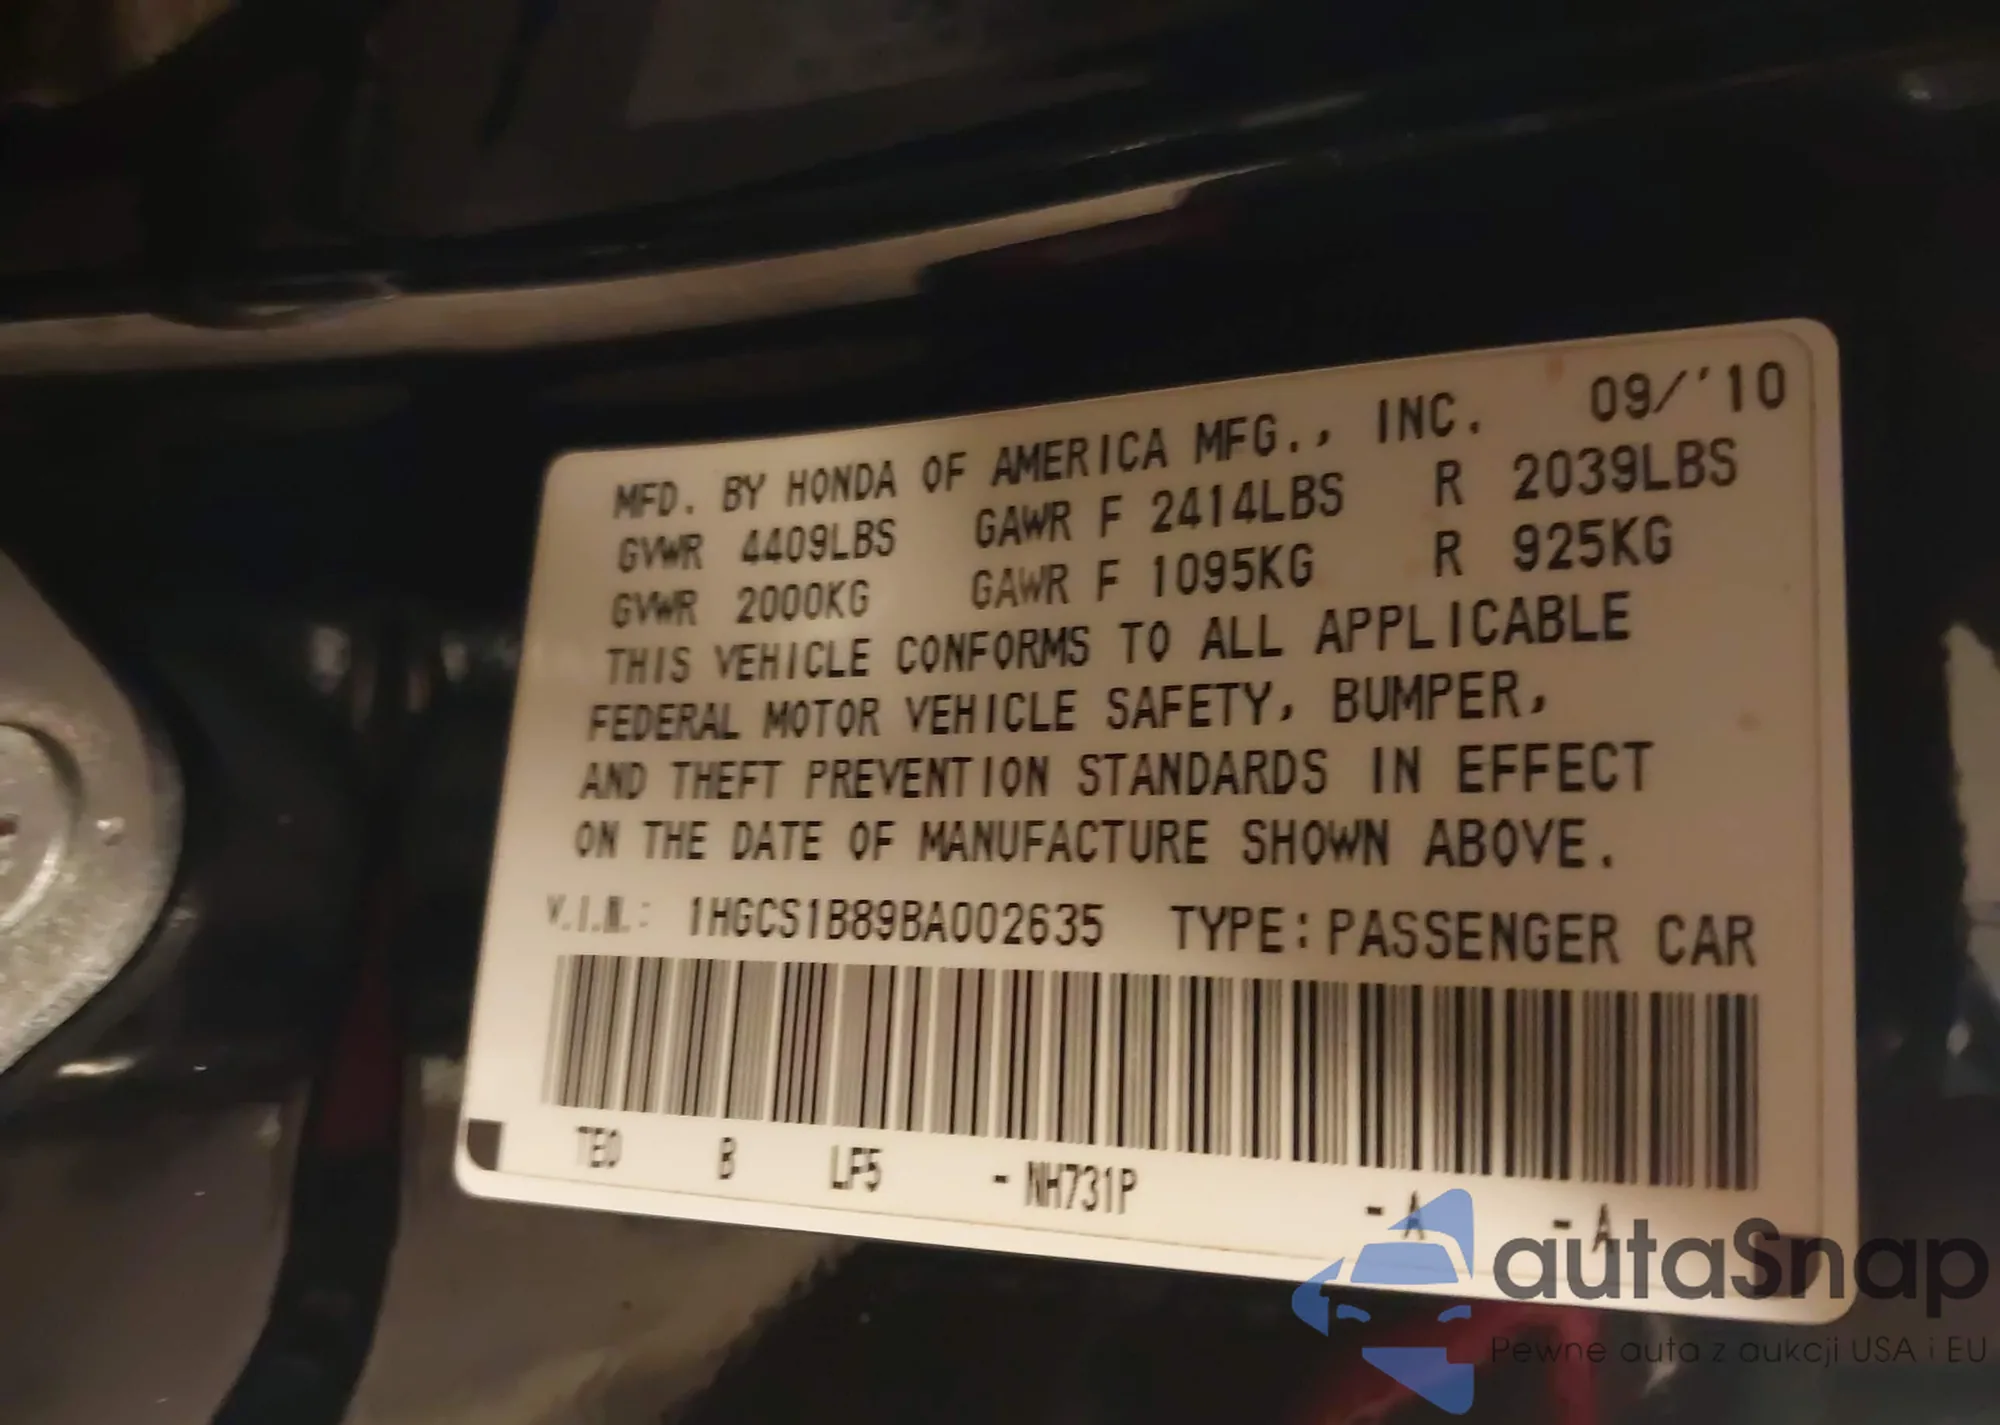 MFD. BY HONDA OF AMERICA MFG., INC. 09/'10
GVWR 4409LBS GAWR F 2414LBS R 2039LBS
GVWR 2000KG GAWR F 1095KG R 925KG
THIS VEHICLE CONFORMS TO ALL APPLICABLE
FEDERAL MOTOR VEHICLE SAFETY, BUMPER,
AND THEFT PREVENTION STANDARDS IN EFFECT
ON THE DATE OF MANUFACTURE SHOWN ABOVE.
V.I.N.: 1HGCS1B89BA002635 TYPE: PASSENGER CAR
TE0 B LF5 - NH731P - A - A
autaSnap
Pewne auta z aukcji USA i EU